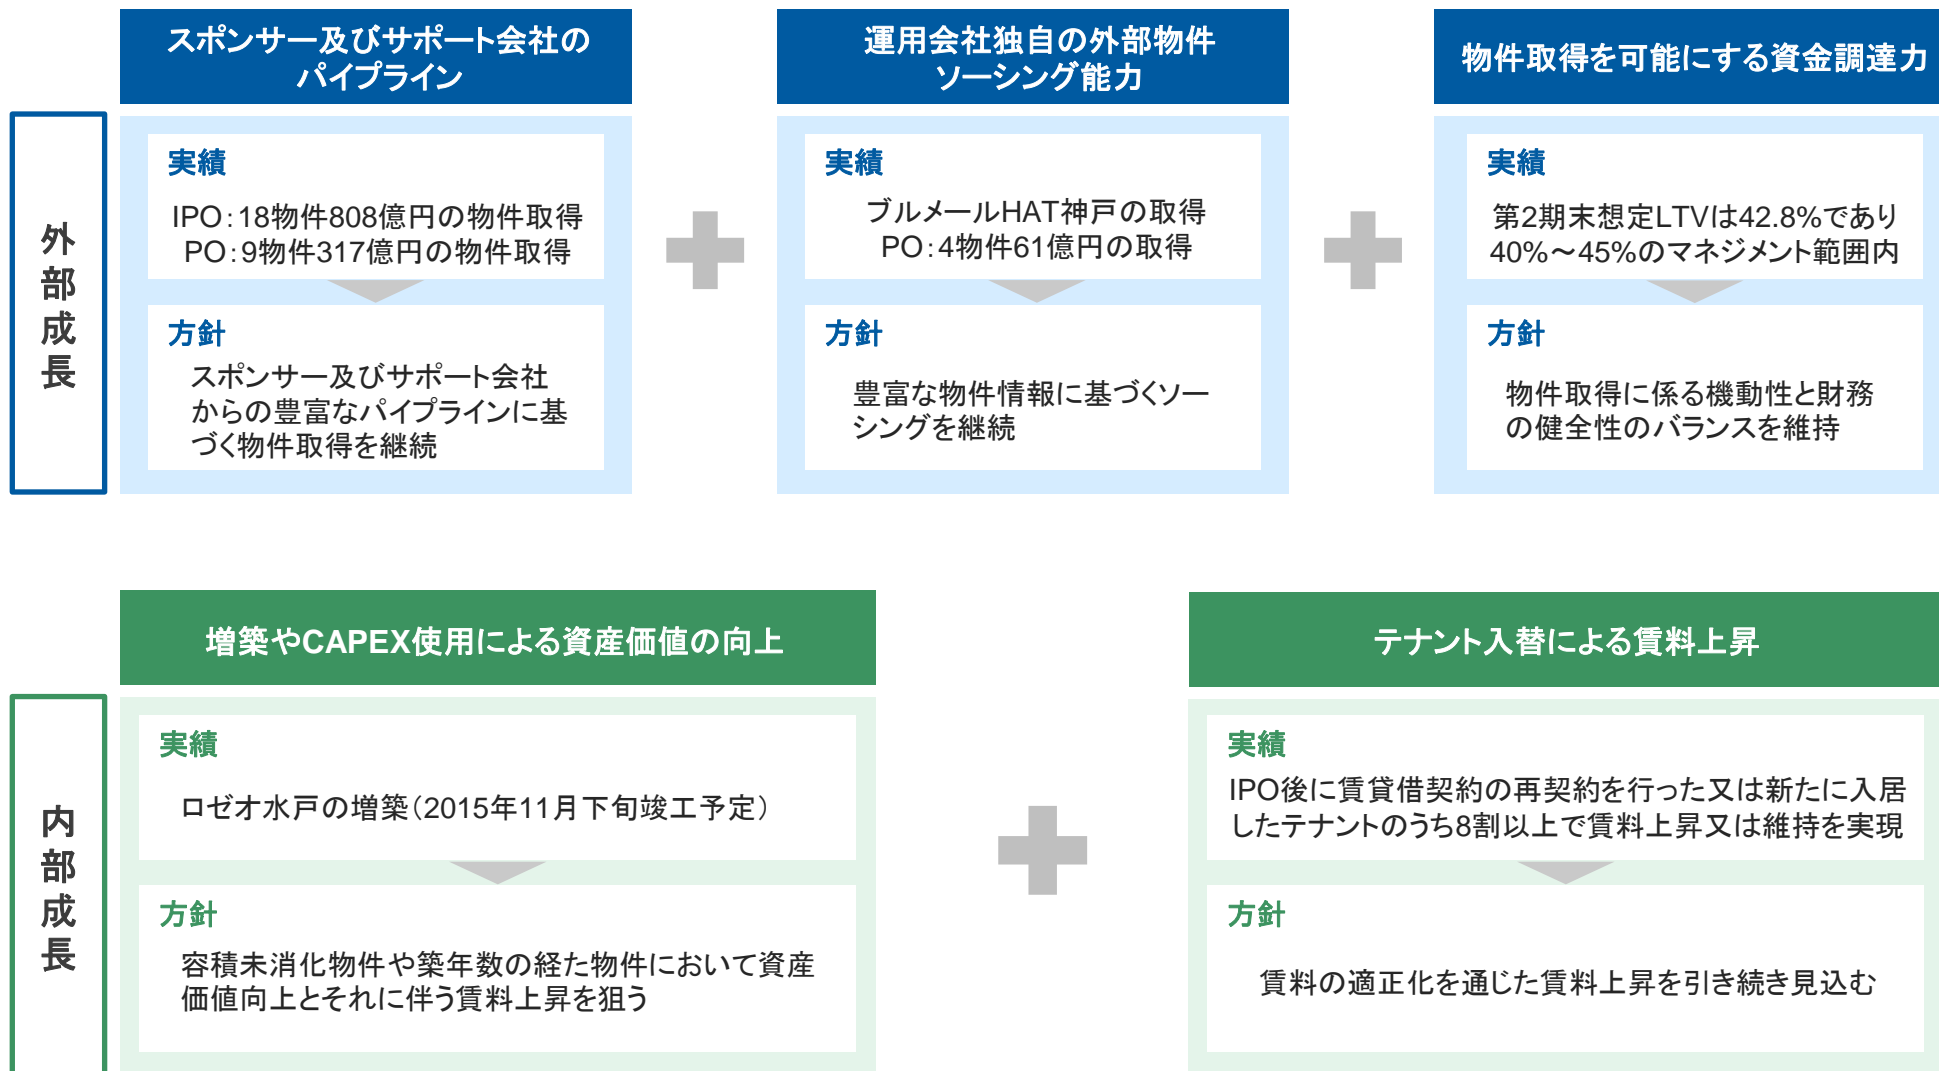 外部成長
スポンサー及びサポート会社の
パイプライン
実績
IPO：18物件808億円の物件取得
PO：9物件317億円の物件取得
方針
スポンサー及びサポート会社
からの豊富なパイプラインに基
づく物件取得を継続
運用会社独自の外部物件
ソーシング能力
実績
ブルメールHAT神戸の取得
PO：4物件61億円の取得
方針
豊富な物件情報に基づくソー
シングを継続
物件取得を可能にする資金調達力
実績
第2期末想定LTVは42.8%であり
40%～45%のマネジメント範囲内
方針
物件取得に係る機動性と財務
の健全性のバランスを維持
内部成長
増築やCAPEX使用による資産価値の向上
実績
ロゼオ水戸の増築（2015年11月下旬竣工予定）
方針
容積未消化物件や築年数の経た物件において資産
価値向上とそれに伴う賃料上昇を狙う
テナント入替による賃料上昇
実績
IPO後に賃貸借契約の再契約を行った又は新たに入居
したテナントのうち8割以上で賃料上昇又は維持を実現
方針
賃料の適正化を通じた賃料上昇を引き続き見込む